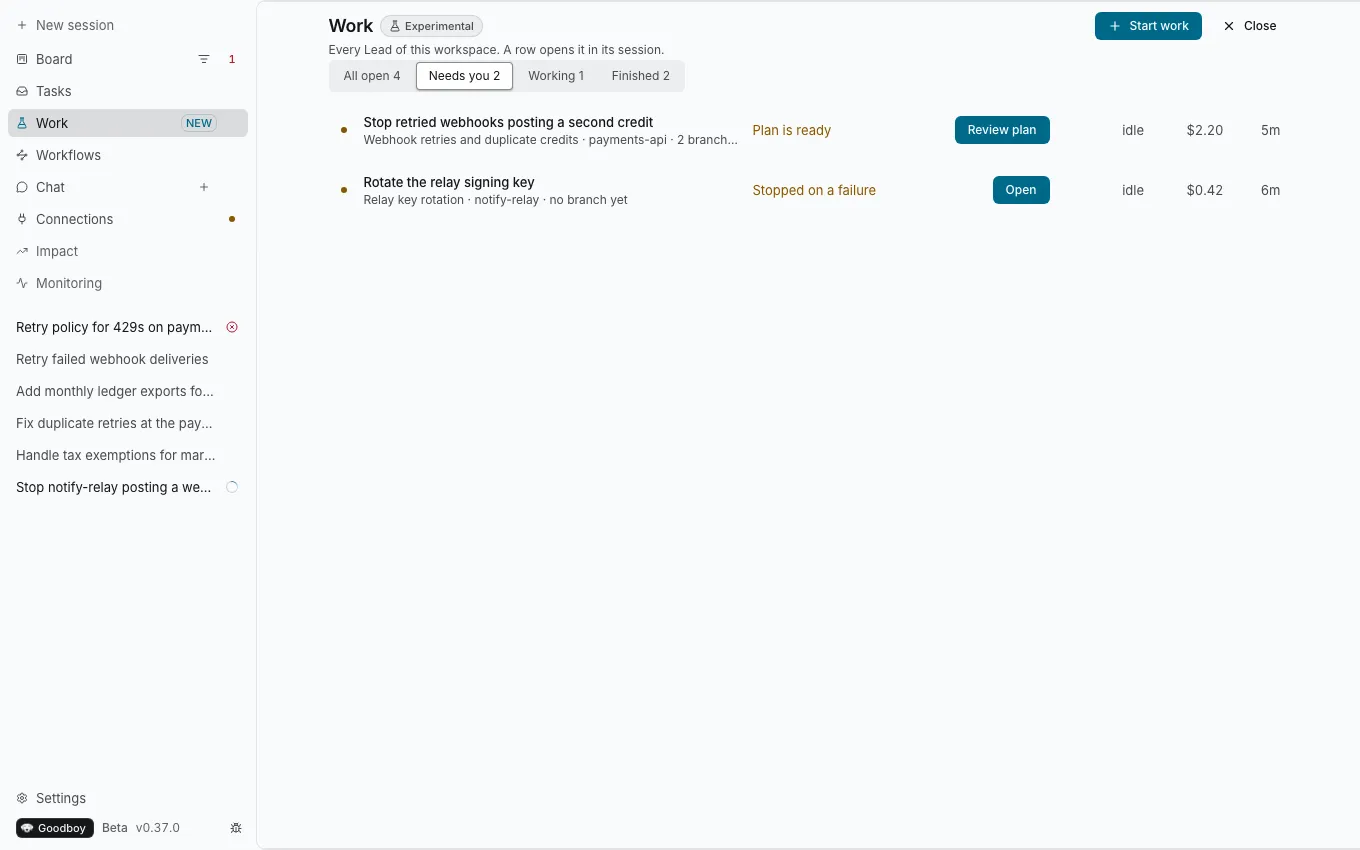 New session
Board 1
Tasks
Work NEW
Workflows
Chat
Connections
Impact
Monitoring
Retry policy for 429s on paym...
Retry failed webhook deliveries
Add monthly ledger exports fo...
Fix duplicate retries at the pay...
Handle tax exemptions for mar...
Stop notify-relay posting a we...
Settings
Goodboy Beta v0.37.0
Work Experimental
Start work Close
Every Lead of this workspace. A row opens it in its session.
All open 4 Needs you 2 Working 1 Finished 2
Stop retried webhooks posting a second credit
Webhook retries and duplicate credits · payments-api · 2 branch...
Plan is ready Review plan idle $2.20 5m
Rotate the relay signing key
Relay key rotation · notify-relay · no branch yet
Stopped on a failure Open idle $0.42 6m